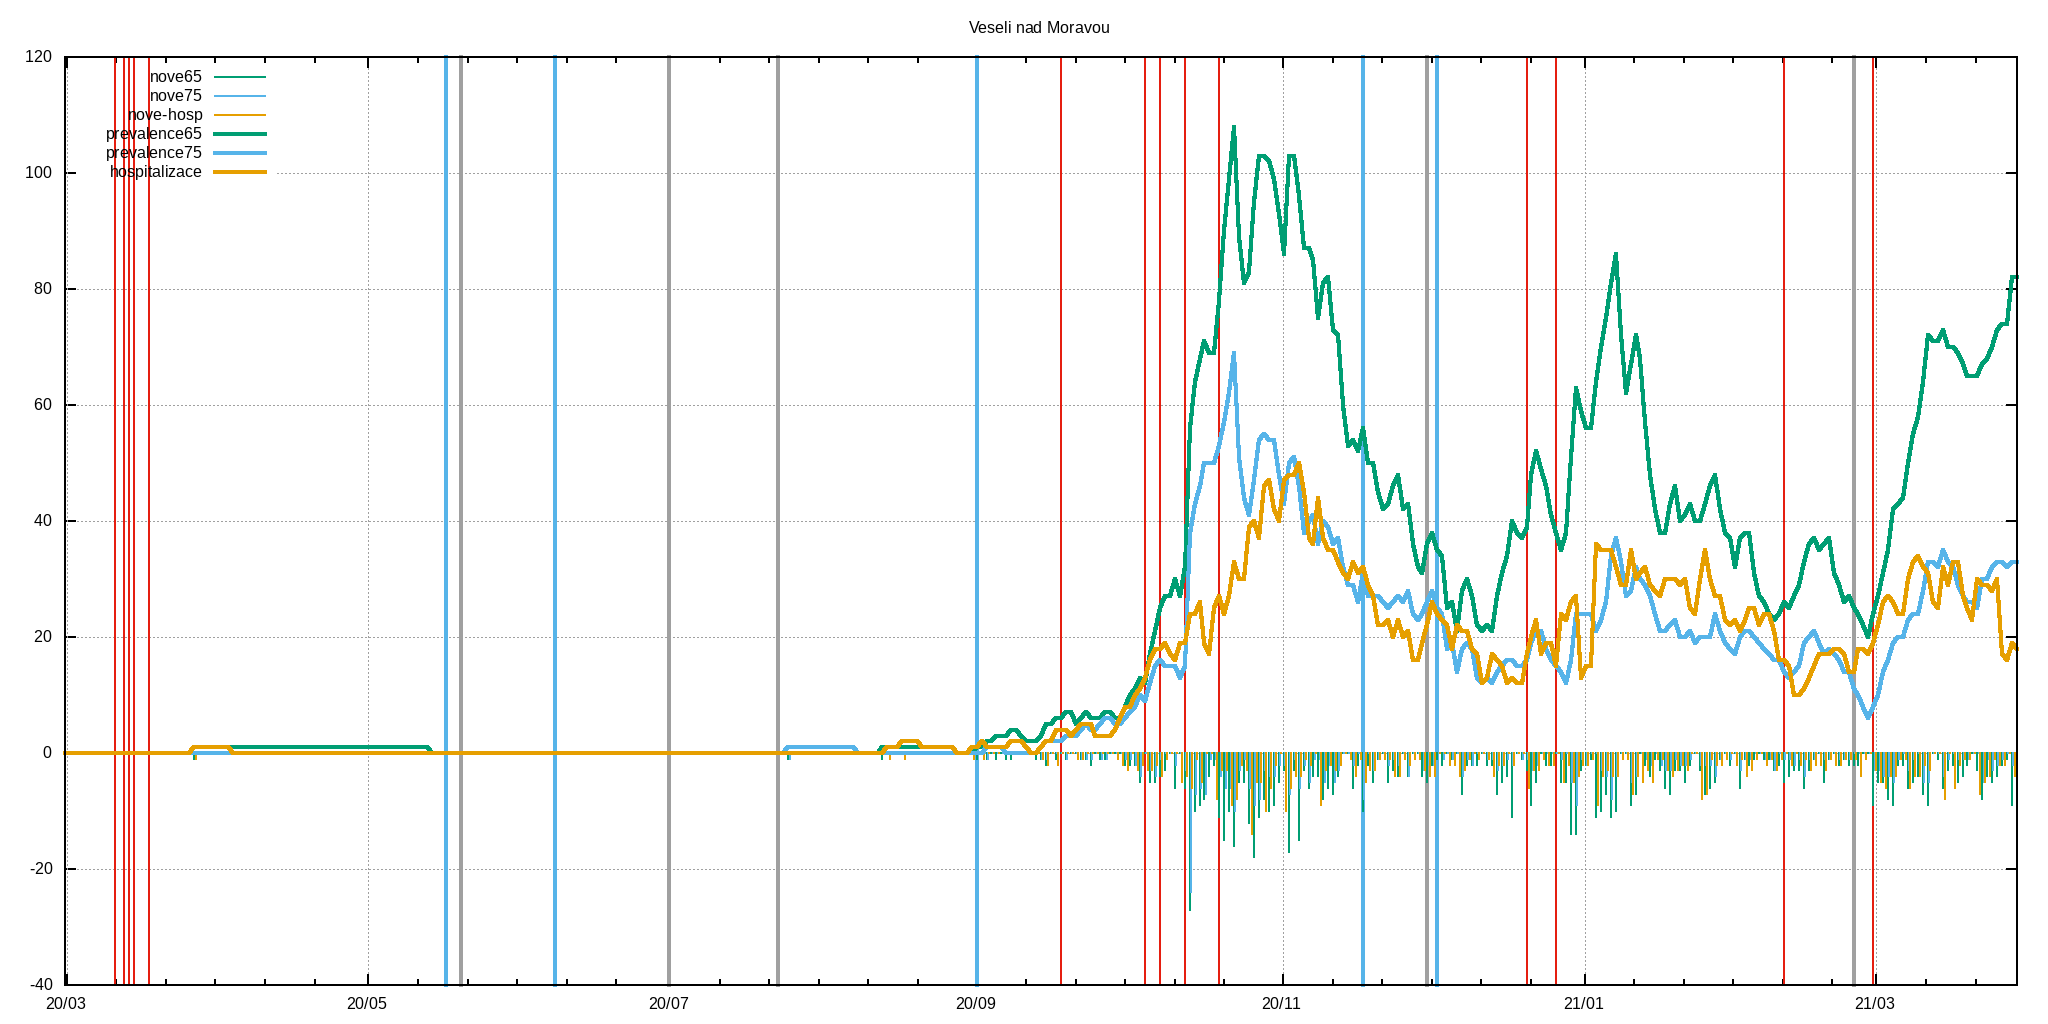 Veseli nad Moravou
120
100
80
60
40
20
0
-20
-40
nove65
nove75
nove-hosp
prevalence65
prevalence75
hospitalizace
20/03 20/05 20/07 20/09 20/11 21/01 21/03